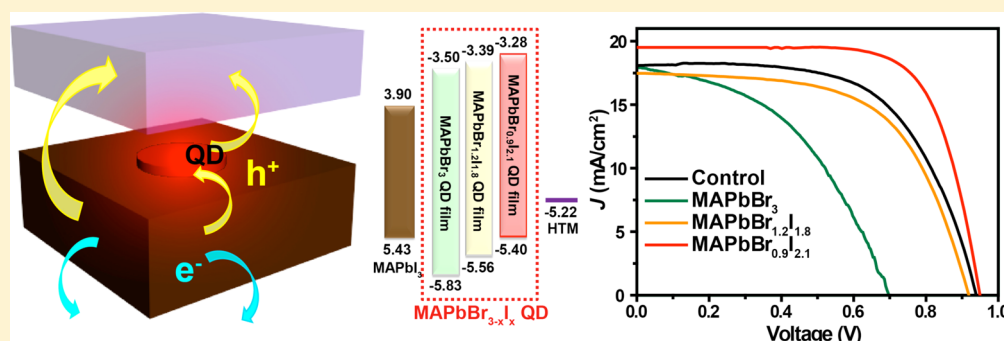 QD
h+
e-
3.90
5.43
MAPbI3
-3.50
MAPbBr3 QD film
-5.83
-3.39
MAPbBr1.2I1.8 QD film
-5.56
-3.28
MAPbBr0.9I2.1 QD film
-5.40
-5.22
HTM
MAPbBr3-xIx QD
J (mA/cm2)
20
15
10
5
0
Control
MAPbBr3
MAPbBr1.2I1.8
MAPbBr0.9I2.1
0.0 0.2 0.4 0.6 0.8 1.0
Voltage (V)